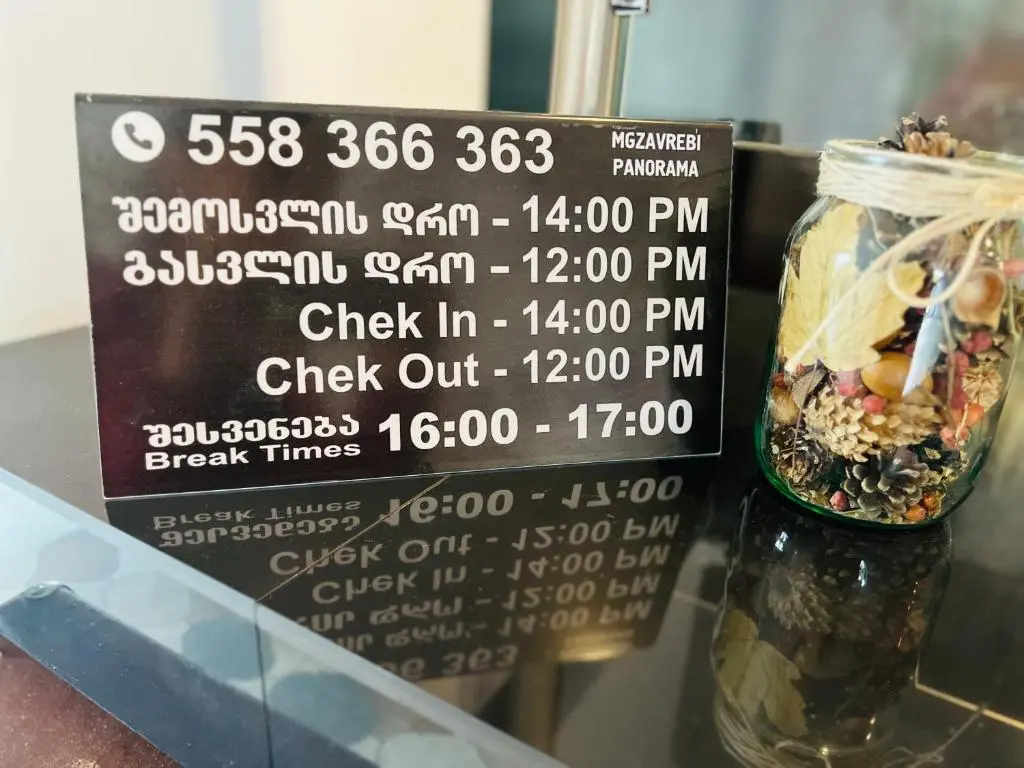 558 366 363
MGZAVREBI
PANORAMA
შემოსვლის დრო - 14:00 PM
გასვლის დრო - 12:00 PM
Chek In - 14:00 PM
Chek Out - 12:00 PM
შესვენება
Break Times
16:00 - 17:00